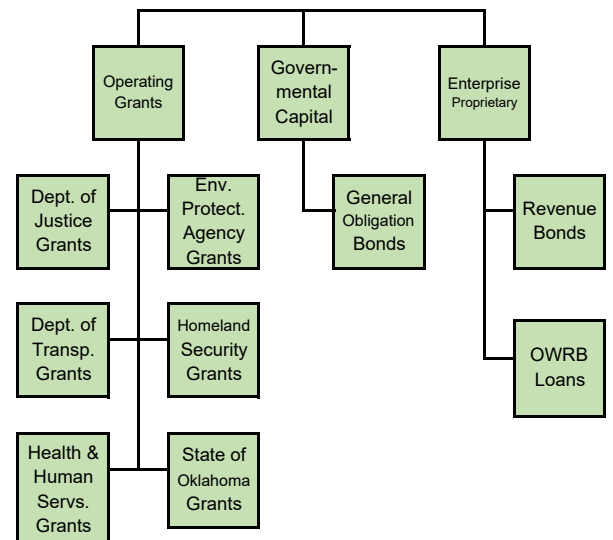 Operating
Grants
Govern-
mental
Capital
Enterprise
Proprietary
Dept. of
Justice
Grants
Env.
Protect.
Agency
Grants
General
Obligation
Bonds
Revenue
Bonds
Dept. of
Transp.
Grants
Homeland
Security
Grants
OWRB
Loans
Health &
Human
Servs.
Grants
State of
Oklahoma
Grants